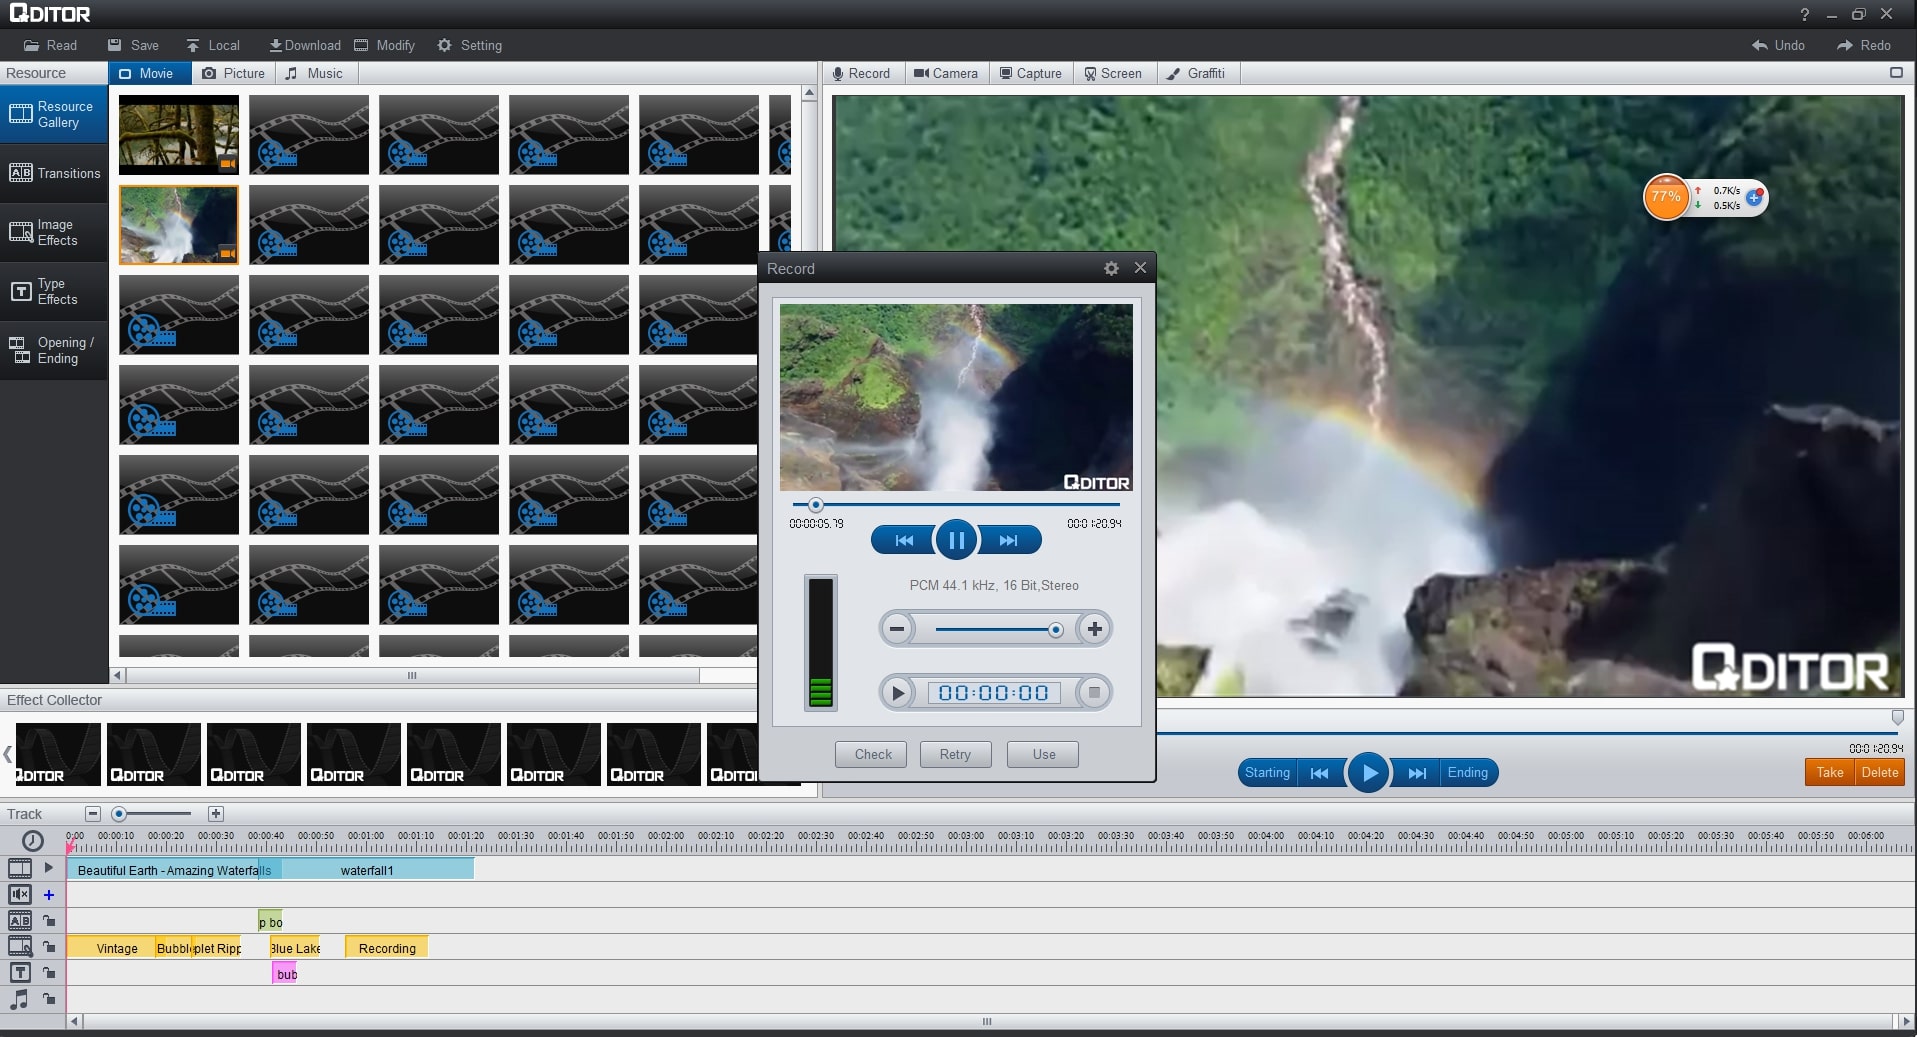 QDITOR
Read Save Local Download Modify Setting Undo Redo
Resource Movie Picture Music Record Camera Capture Screen Graffiti
Resource
Gallery
Transitions
Image
Effects
Type
Effects
Opening /
Ending
77% 0.7K/s
0.5K/s
Record
QDITOR
00:00:05.79 00:01:20.94
PCM 44.1 kHz, 16 Bit,Stereo
00:00:00
Check Retry Use
QDITOR
Effect Collector
QDITOR QDITOR QDITOR QDITOR QDITOR QDITOR QDITOR QDITO
00:01:20.94
Starting Ending Take Delete
Track
0:00 00:00:10 00:00:20 00:00:30 00:00:40 00:00:50 00:01:00 00:01:10 00:01:20 00:01:30 00:01:40 00:01:50 00:02:00 00:02:10 00:02:20 00:02:30 00:02:40 00:02:50 00:03:00 00:03:10 00:03:20 00:03:30 00:03:40 00:03:50 00:04:00 00:04:10 00:04:20 00:04:30 00:04:40 00:04:50 00:05:00 00:05:10 00:05:20 00:05:30 00:05:40 00:05:50 00:06:00
Beautiful Earth - Amazing Waterfalls waterfall1
AB p bo
Vintage Bubble plet Ripp Blue Lake Recording
T bub